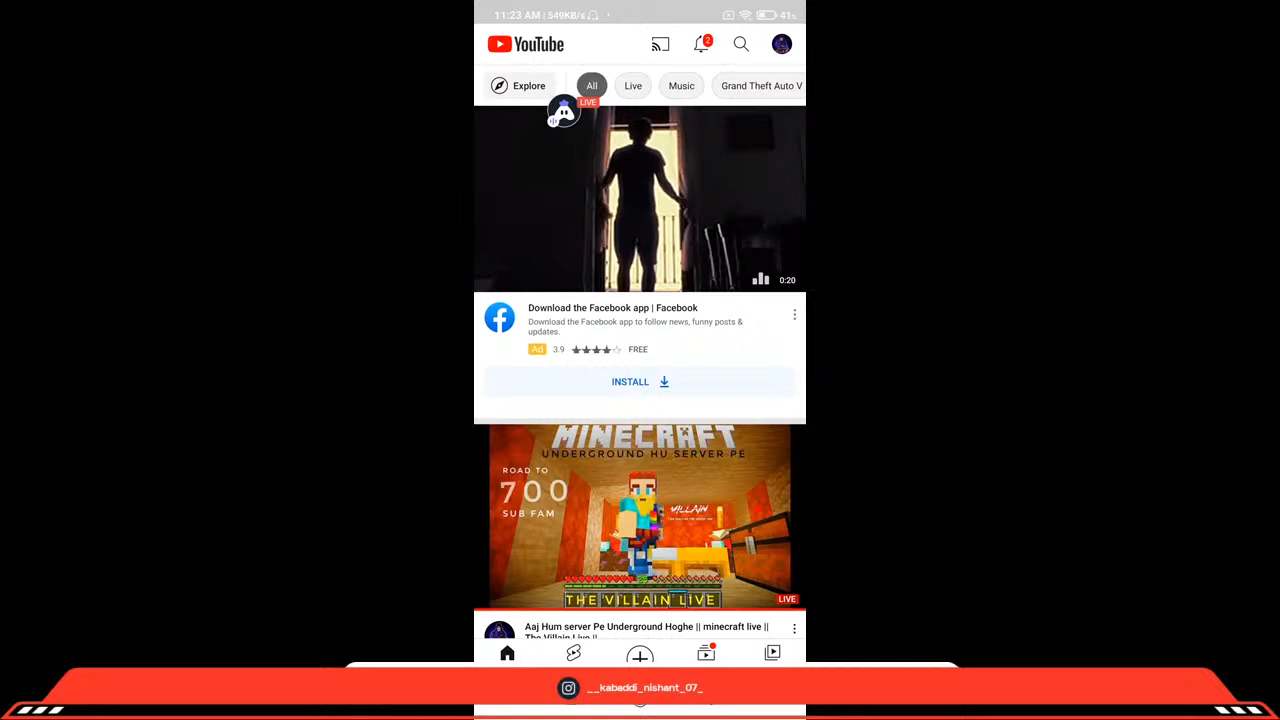 11:23 AM | 549KB/s
41%
YouTube
2
Explore
All
Live
Music
Grand Theft Auto V
LIVE
0:20
Download the Facebook app | Facebook
Download the Facebook app to follow news, funny posts &
updates.
Ad 3.9 FREE
INSTALL
MINECRAFT
UNDERGROUND HU SERVER PE
ROAD TO
700
SUB FAM
VILLAIN
THE VILLAIN LIVE
LIVE
Aaj Hum server Pe Underground Hoghe || minecraft live ||
The Villain Live ||
__kabaddi_nishant_07_